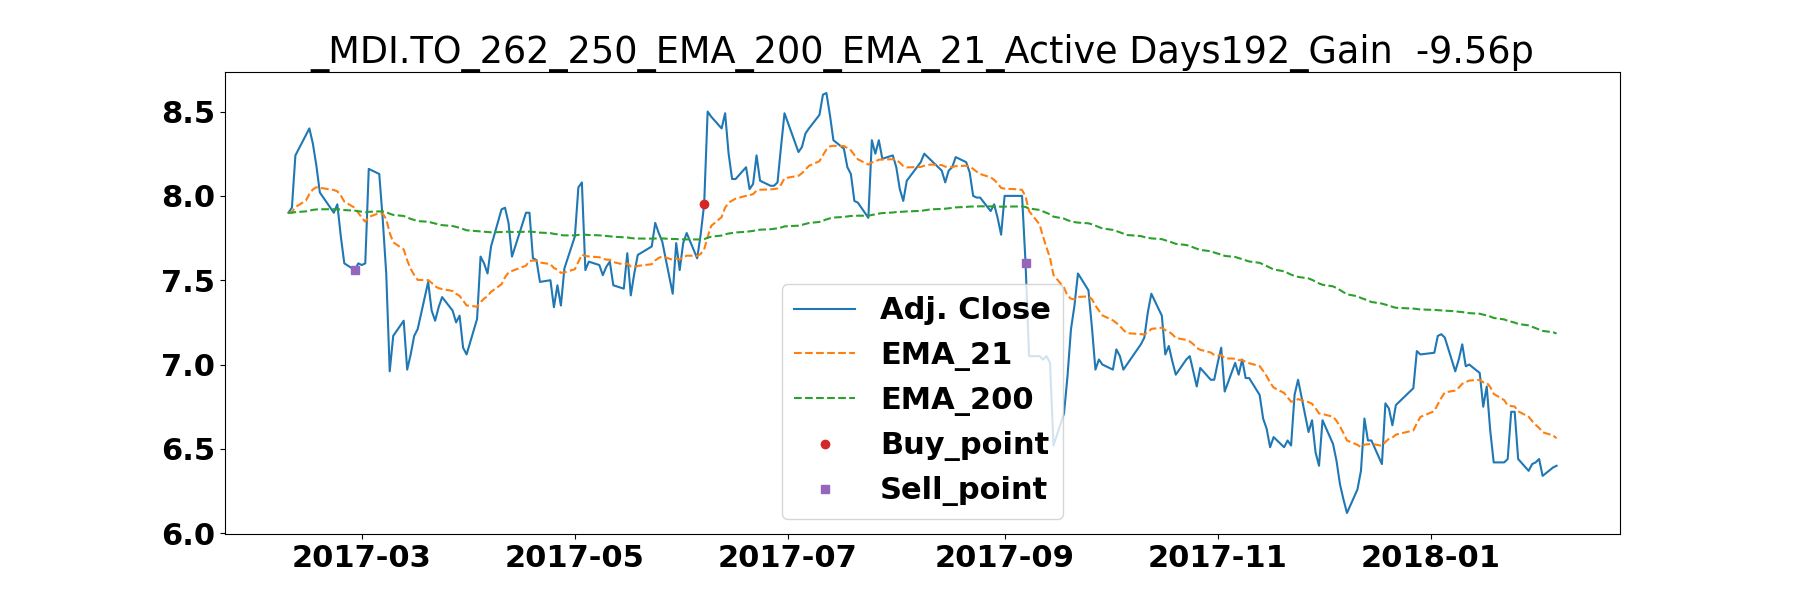 _MDI.TO_262_250_EMA_200_EMA_21_Active Days192_Gain  -9.56p
8.5
8.0
7.5
7.0
6.5
6.0
Adj. Close
EMA_21
EMA_200
Buy_point
Sell_point
2017-03 2017-05 2017-07 2017-09 2017-11 2018-01